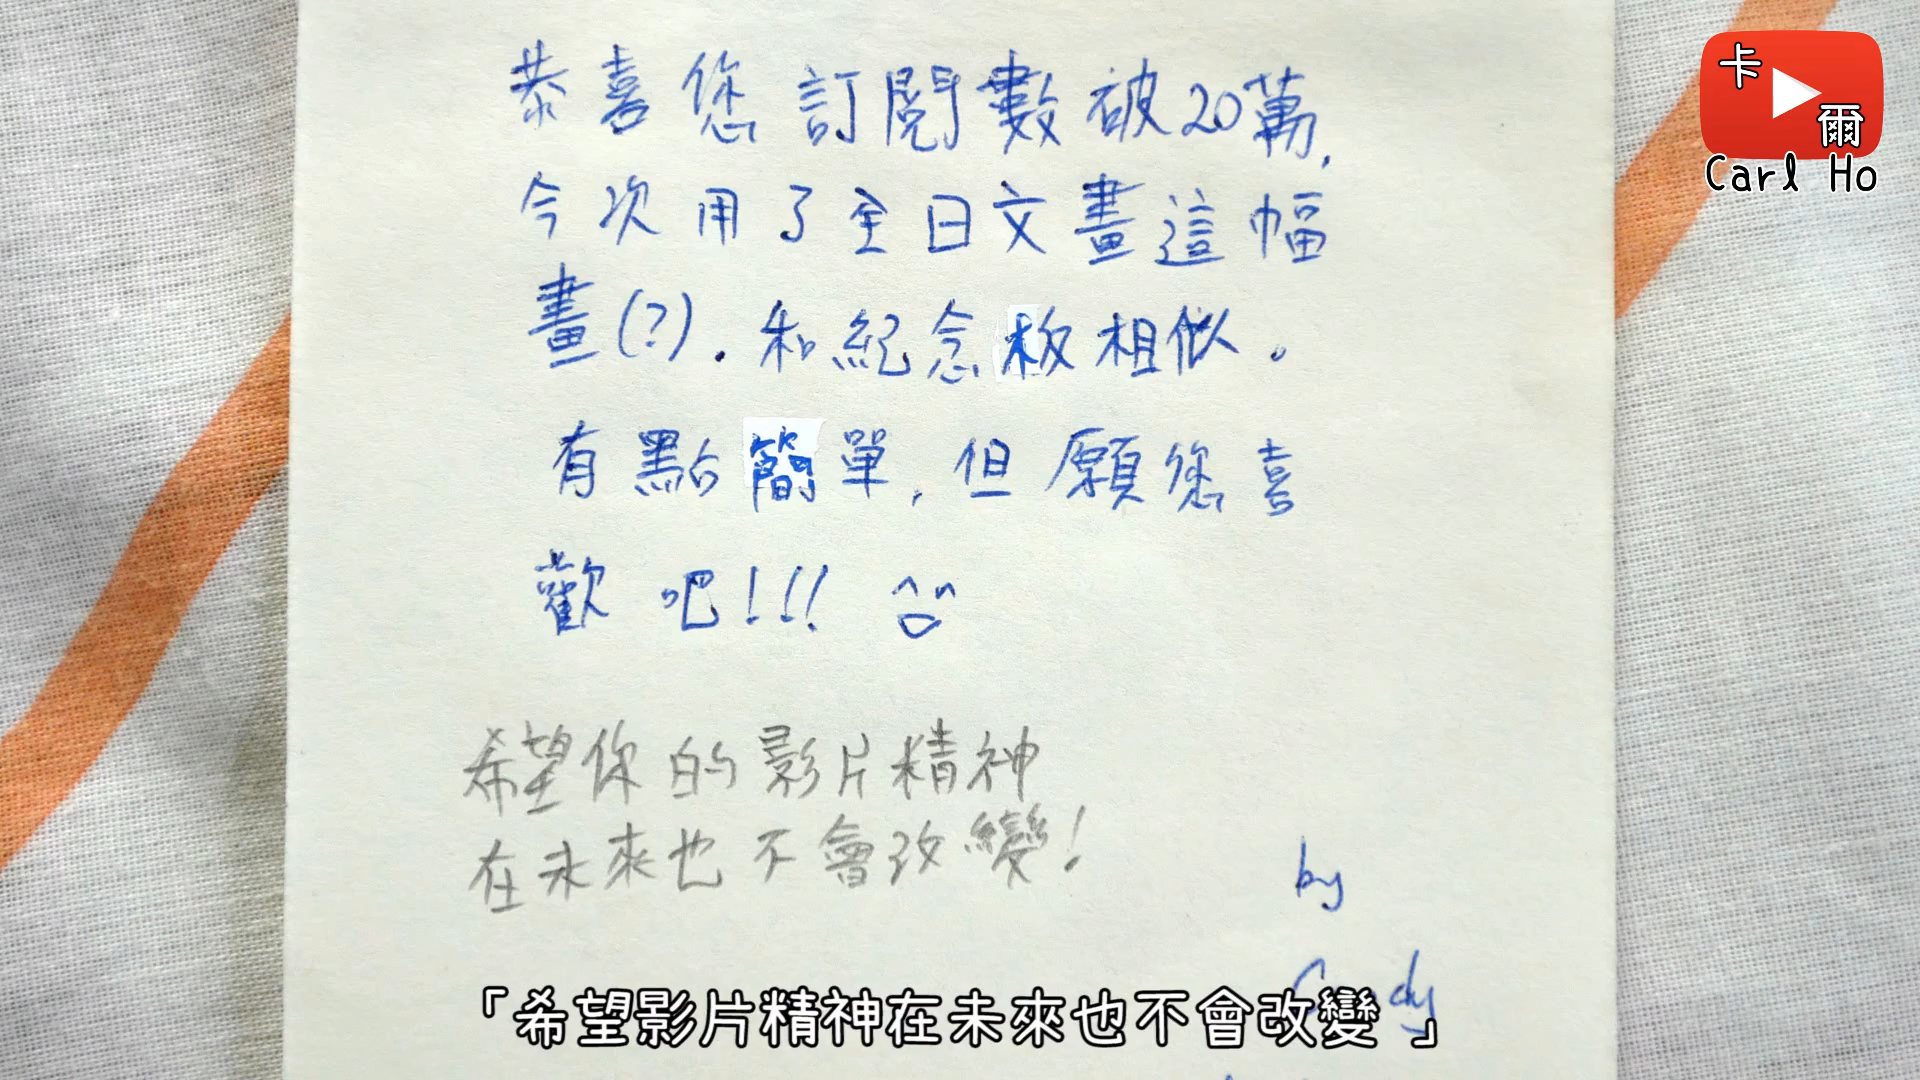 恭喜您訂閱數破20萬,
今次用了全日文畫這幅
畫(?). 和紀念板相似。
有點簡單, 但願您喜
歡吧!!!
希望你的影片精神
在未來也不會改變!
by
「希望影片精神在未來也不會改變」
卡
爾
Carl Ho